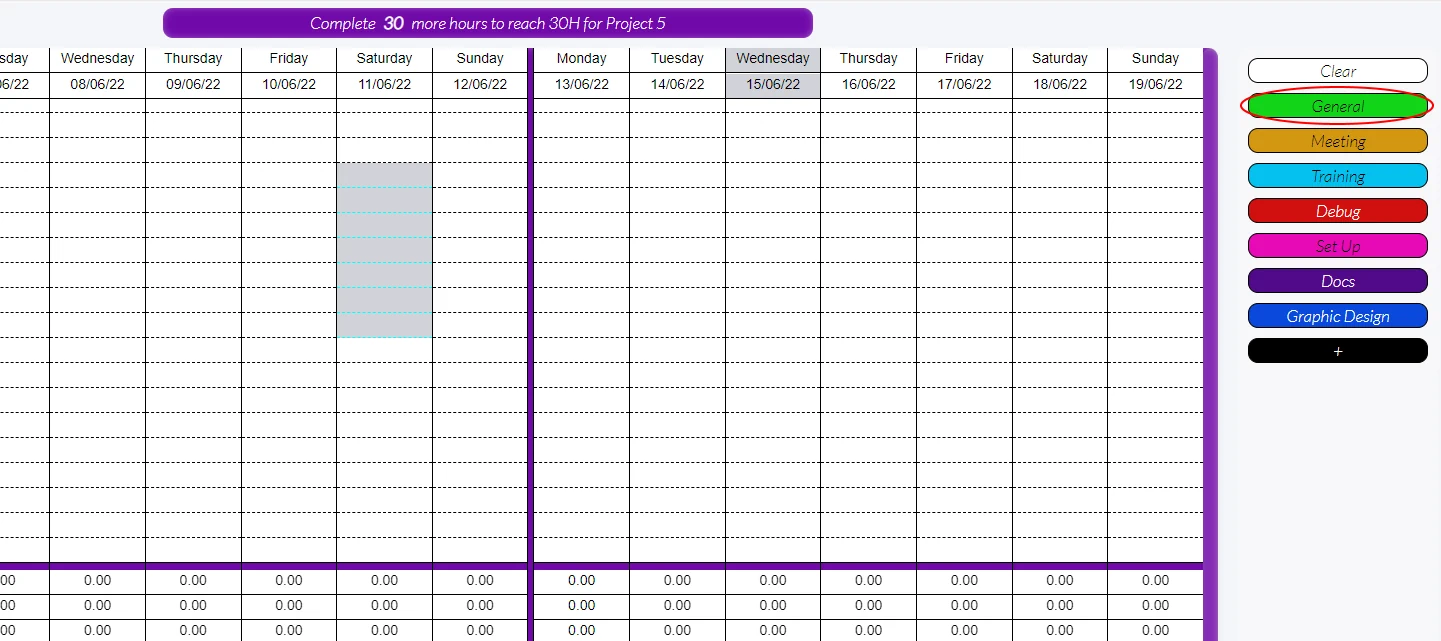 Complete 30 more hours to reach 30H for Project 5
sday Wednesday Thursday Friday Saturday Sunday Monday Tuesday Wednesday Thursday Friday Saturday Sunday
06/22 08/06/22 09/06/22 10/06/22 11/06/22 12/06/22 13/06/22 14/06/22 15/06/22 16/06/22 17/06/22 18/06/22 19/06/22
Clear
General
Meeting
Training
Debug
Set Up
Docs
Graphic Design
+
00 0.00 0.00 0.00 0.00 0.00 0.00 0.00 0.00 0.00 0.00 0.00 0.00
00 0.00 0.00 0.00 0.00 0.00 0.00 0.00 0.00 0.00 0.00 0.00 0.00
00 0.00 0.00 0.00 0.00 0.00 0.00 0.00 0.00 0.00 0.00 0.00 0.00